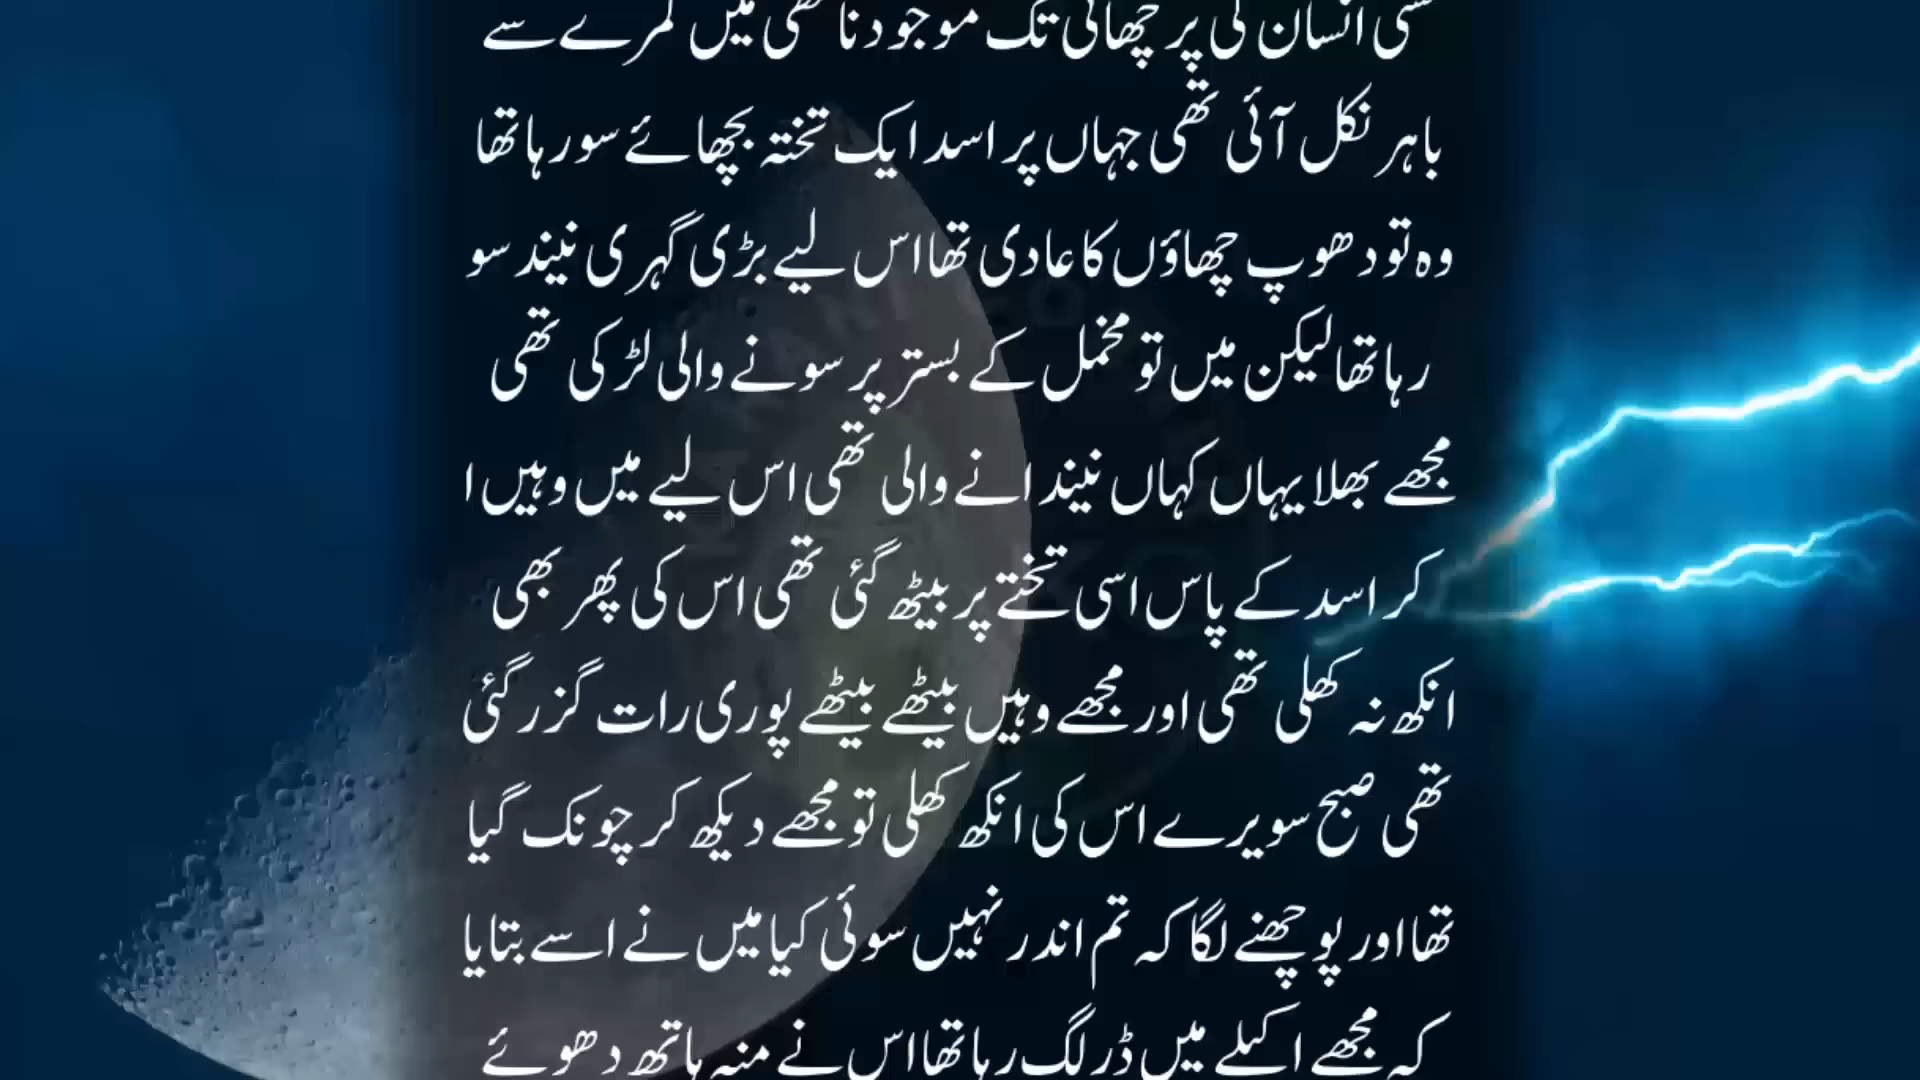 کسی انسان کی پرچھائی تک موجود نا تھی میں کمرے سے
باہر نکل آئی تھی جہاں پر اسد ایک تختہ بچھائے سو رہا تھا
وہ تو دھوپ چھاؤں کا عادی تھا اس لیے بڑی گہری نیند سو
رہا تھا لیکن میں تو مخمل کے بستر پر سونے والی لڑکی تھی
مجھے بھلا یہاں کہاں نیند انے والی تھی اس لیے میں وہیں ا
کر اسد کے پاس اسی تختے پر بیٹھ گئی تھی اس کی پھر بھی
انکھ نہ کھلی تھی اور مجھے وہیں بیٹھے بیٹھے پوری رات گزر گئی
تھی صبح سویرے اس کی انکھ کھلی تو مجھے دیکھ کر چونک گیا
تھا اور پوچھنے لگا کہ تم اندر نہیں سوئی کیا میں نے اسے بتایا
کہ مجھے اکیلے میں ڈر لگ رہا تھا اس نے منہ ہاتھ دھوئے